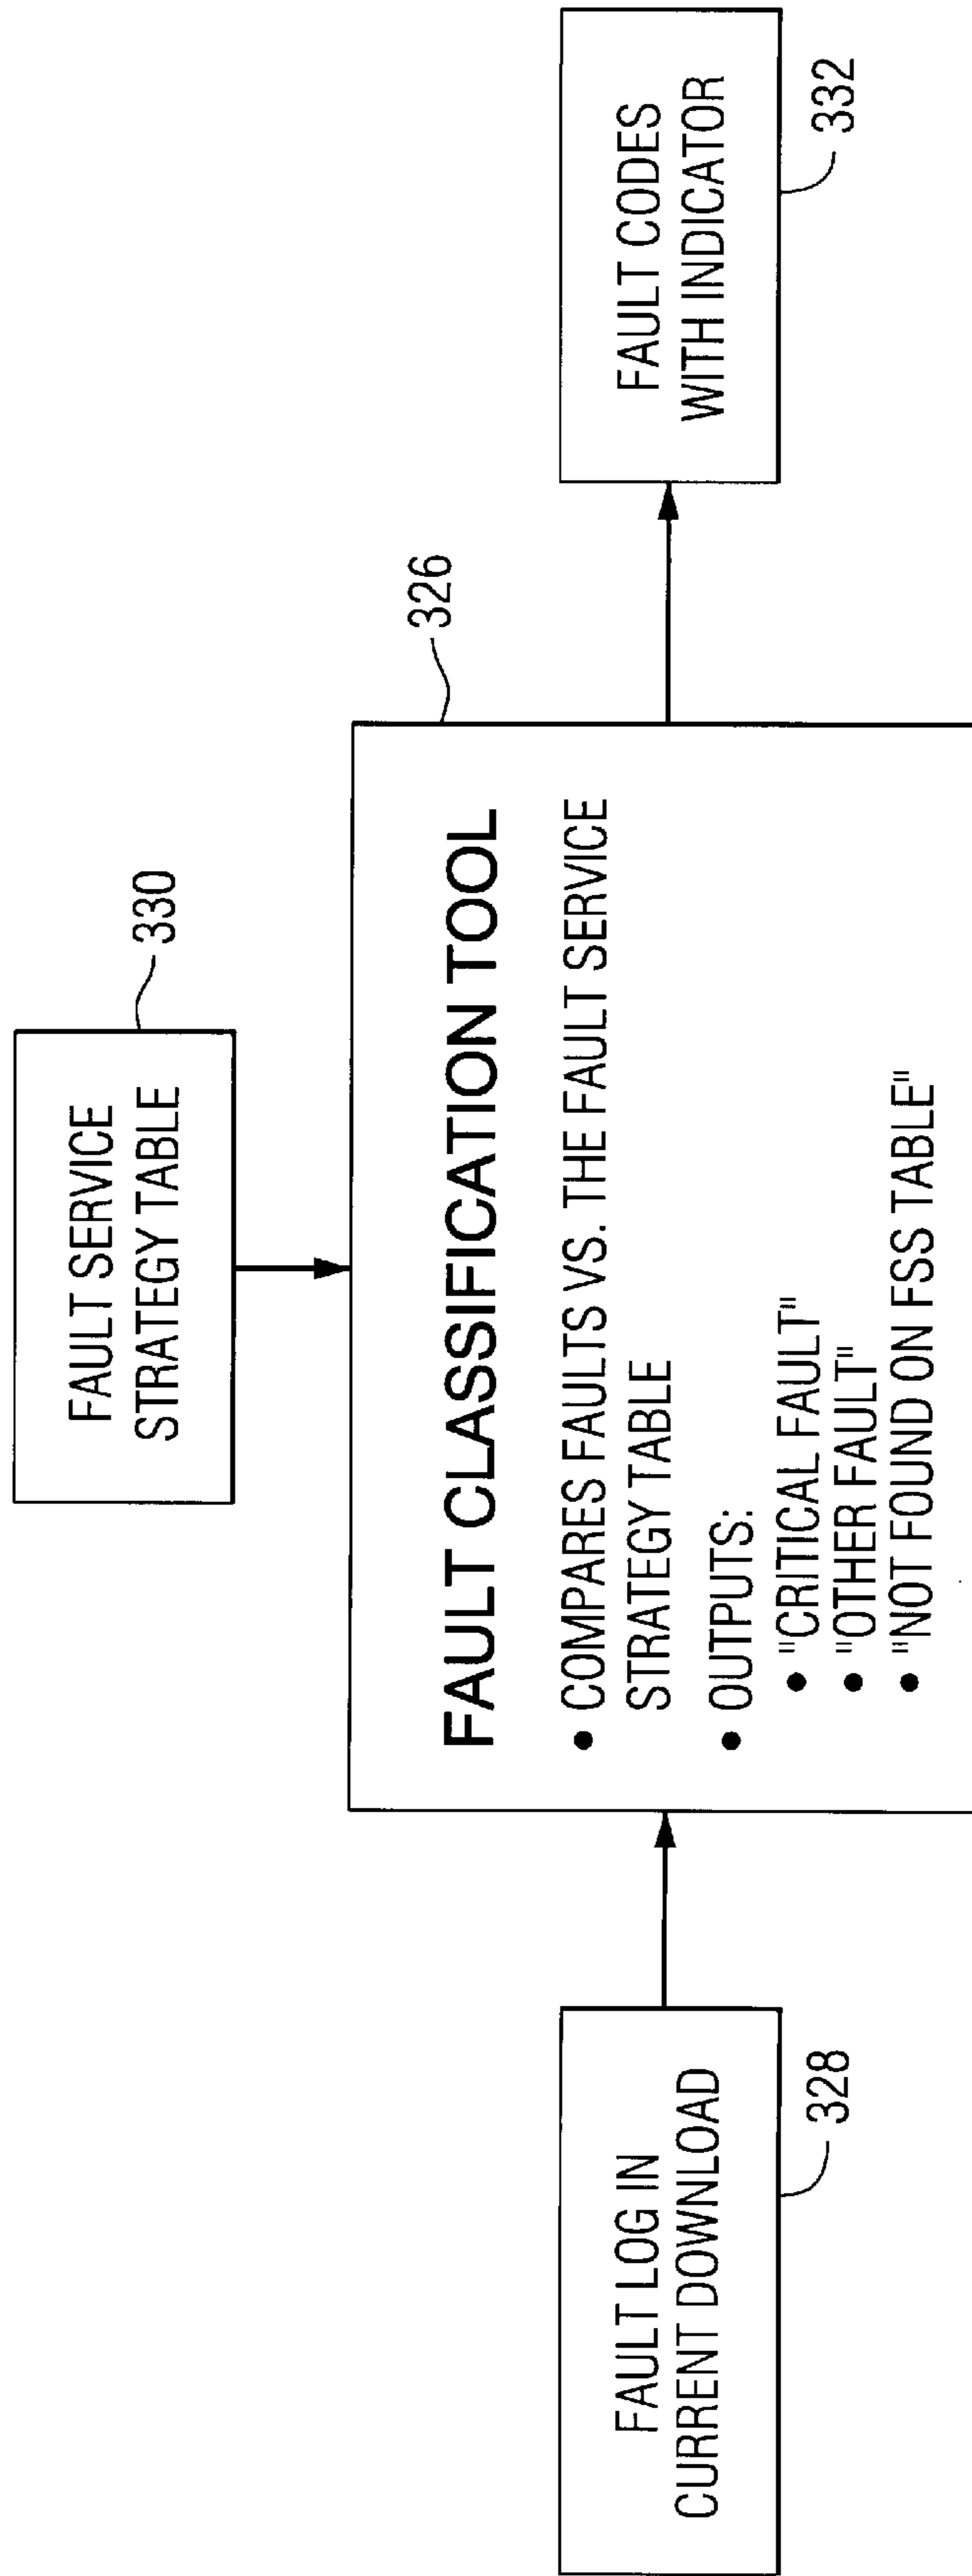 FAULT SERVICE
STRATEGY TABLE
330
FAULT LOG IN
CURRENT DOWNLOAD
328
326
FAULT CLASSIFICATION TOOL
• COMPARES FAULTS VS. THE FAULT SERVICE
STRATEGY TABLE
• OUTPUTS:
• "CRITICAL FAULT"
• "OTHER FAULT"
• "NOT FOUND ON FSS TABLE"
FAULT CODES
WITH INDICATOR
332